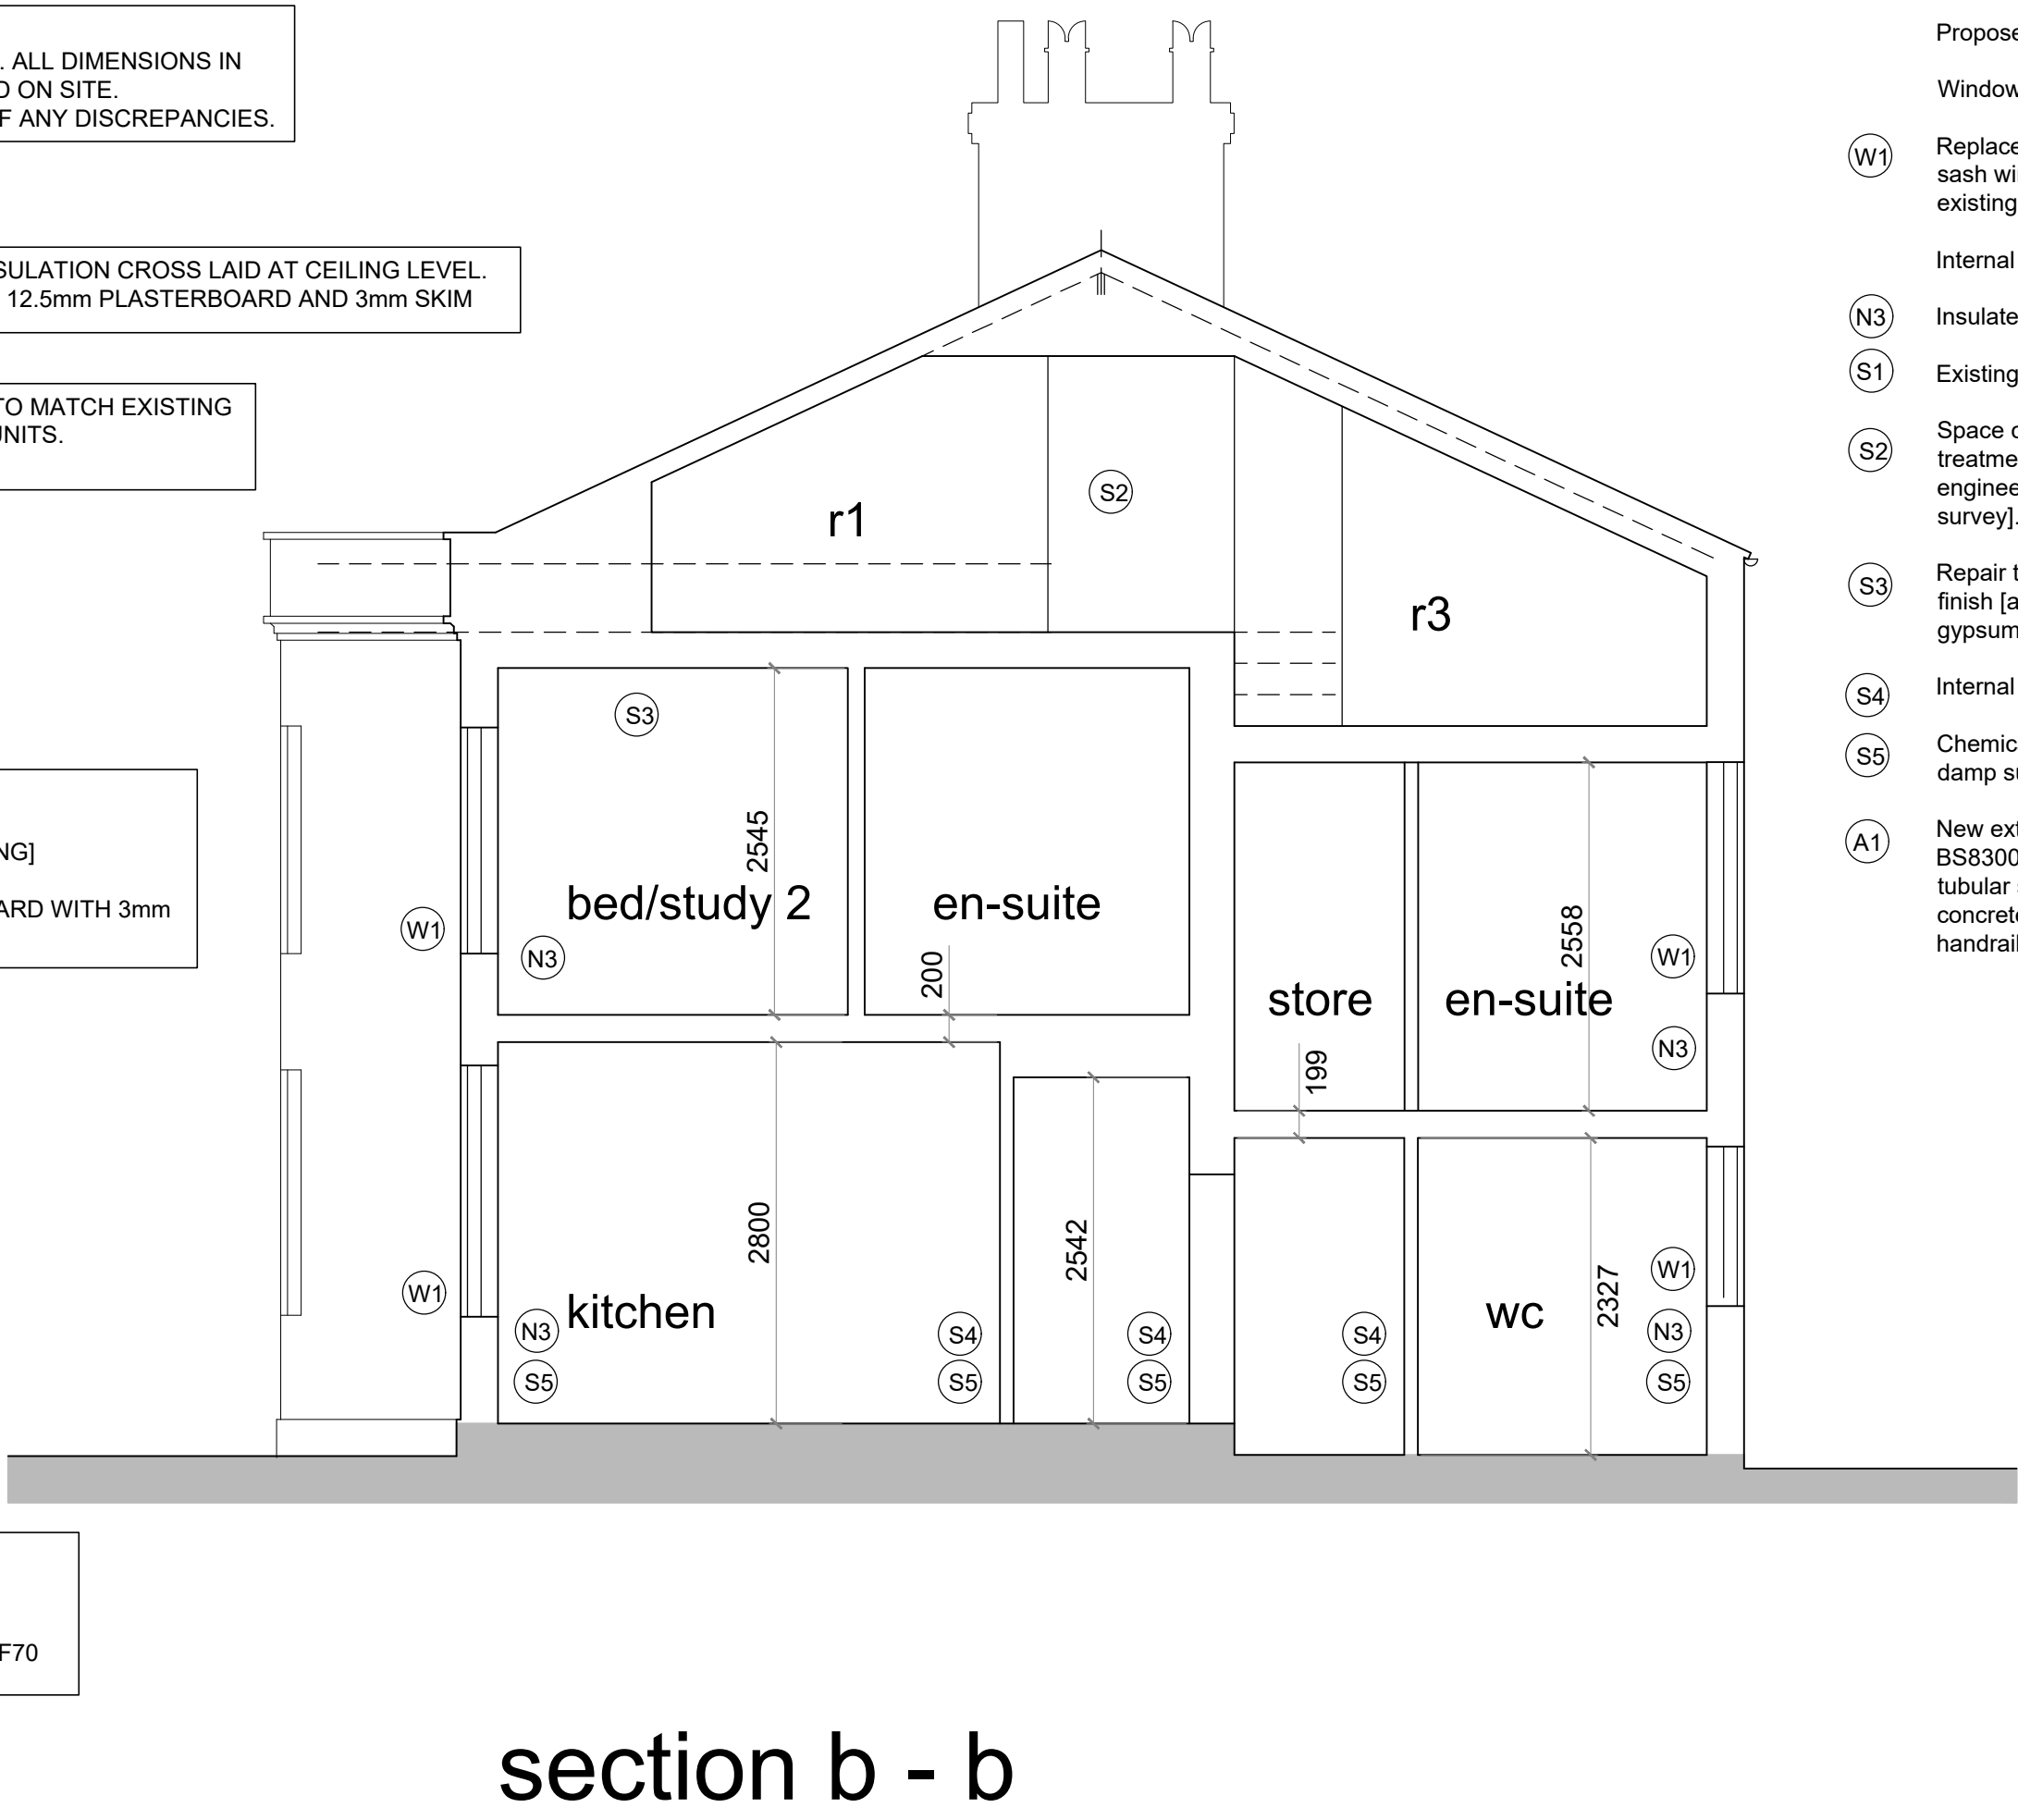 . ALL DIMENSIONS IN
D ON SITE.
F ANY DISCREPANCIES.
SULATION CROSS LAID AT CEILING LEVEL.
12.5mm PLASTERBOARD AND 3mm SKIM
TO MATCH EXISTING
UNITS.
NG]
ARD WITH 3mm
F70
r1
S2
r3
S3
2545
bed/study 2
en-suite
W1
N3
200
2558
store
en-suite
W1
N3
199
2800
2542
2327
kitchen
wc
W1
N3
S5
S4
S5
S4
S5
S4
S5
W1
N3
S5
section b - b
Propose
Window
W1
Replace
sash wi
existing
Internal
N3
Insulate
S1
Existing
S2
Space c
treatme
enginee
survey].
S3
Repair t
finish [a
gypsum
S4
Internal
S5
Chemic
damp su
A1
New ext
BS8300
tubular s
concrete
handrail